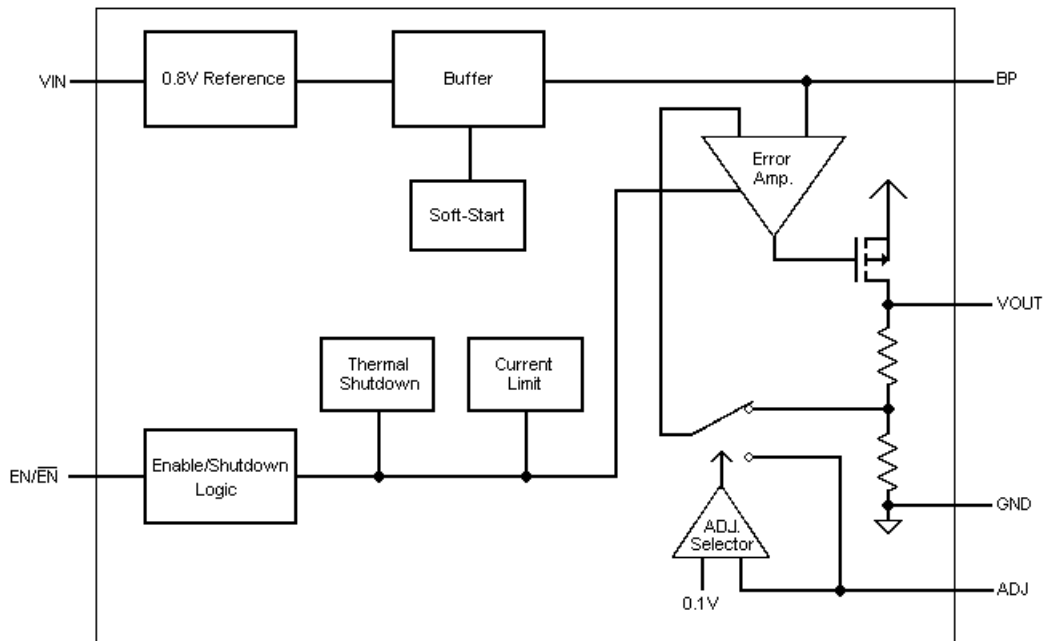 VIN
0.8V Reference
Buffer
BP
Error
Amp.
Soft-Start
VOUT
Thermal
Shutdown
Current
Limit
EN/E̅N̅
Enable/Shutdown
Logic
GND
ADJ.
Selector
0.1V
ADJ